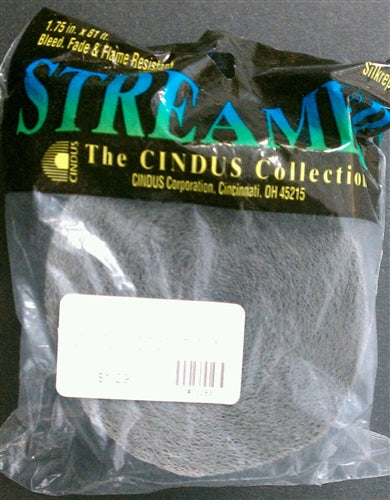 1.75 in. x 81 ft.
Bleed, Fade & Flame Resistant
Silkrep
STREAM
CINDUS
The CINDUS Collection
CINDUS Corporation, Cincinnati, OH 45215